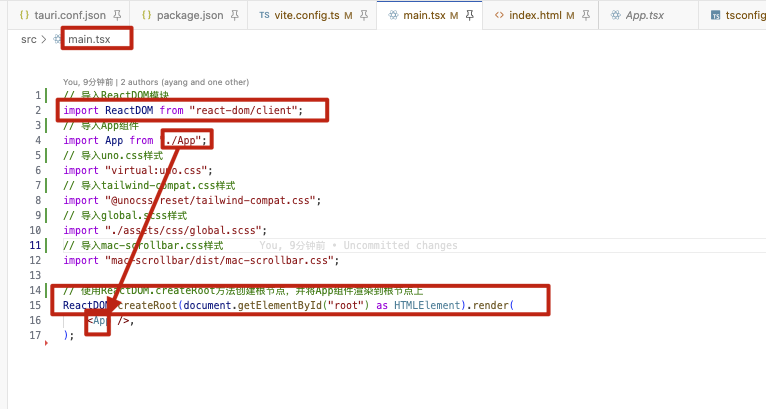 tauri.conf.json M
package.json M
TS vite.config.ts M
main.tsx M
<> index.html M
App.tsx
TS tsconfig
src > main.tsx
You, 9分钟前 | 2 authors (ayang and one other)
1 // 导入ReactDOM模块
2 import ReactDOM from "react-dom/client";
3 // 导入App组件
4 import App from "./App";
5 // 导入uno.css样式
6 import "virtual:uno.css";
7 // 导入tailwind-compat.css样式
8 import "@unocss/reset/tailwind-compat.css";
9 // 导入global.scss样式
10 import "./assets/css/global.scss";
11 // 导入mac-scrollbar.css样式 You, 9分钟前 • Uncommitted changes
12 import "mac-scrollbar/dist/mac-scrollbar.css";
13
14 // 使用ReactDOM.createRoot方法创建根节点，并将App组件渲染到根节点上
15 ReactDOM.createRoot(document.getElementById("root") as HTMLElement).render(
16 <App />,
17 );